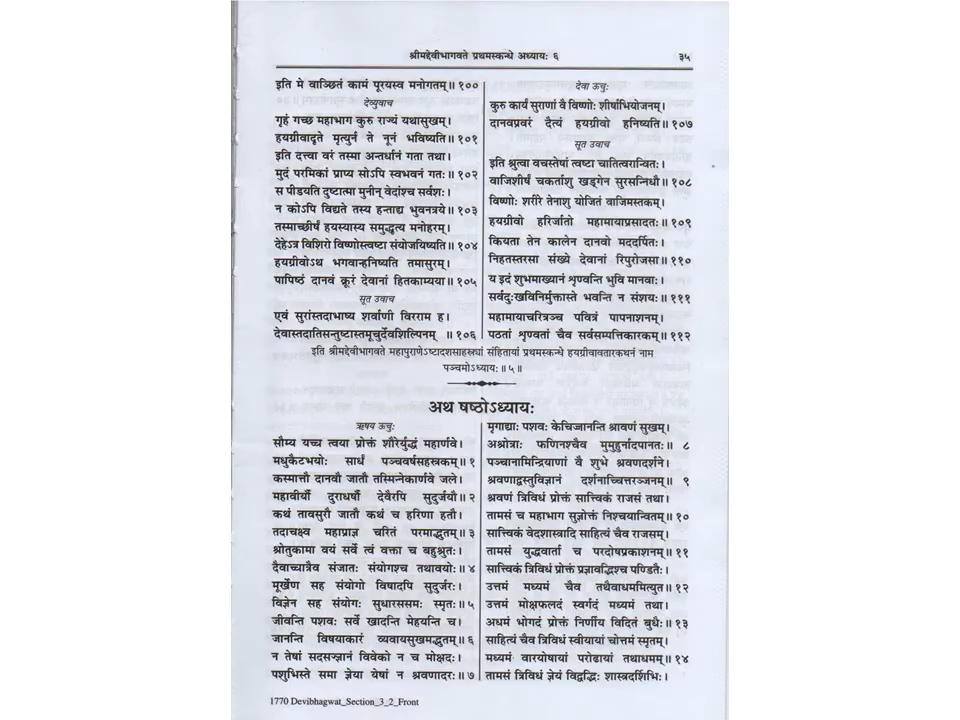 श्रीमद्देवीभागवते प्रथमस्कन्धे अध्यायः ६ ३५
इति मे वाञ्छितं कामं पूरयस्व मनोगतम्॥ १००
देव्युवाच
गृहं गच्छ महाभाग कुरु राज्यं यथासुखम्।
हयग्रीवादृते मृत्युर्न ते नूनं भविष्यति॥ १०१
इति दत्त्वा वरं तस्मा अन्तर्धानं गता तथा।
मुदं परमिकां प्राप्य सोऽपि स्वभवनं गतः॥ १०२
स पीडयति दुष्टात्मा मुनीन् वेदांश्च सर्वशः।
न कोऽपि विद्यते तस्य हन्ताद्य भुवनत्रये॥ १०३
तस्माच्छीर्षं हयस्यास्य समुद्धृत्य मनोहरम्।
देहेऽत्र विशिरो विष्णोस्त्वष्टा संयोजयिष्यति॥ १०४
हयग्रीवोऽथ भगवान्हनिष्यति तमासुरम्।
पापिष्ठं दानवं क्रूरं देवानां हितकाम्यया॥ १०५
सूत उवाच
एवं सुरांस्तदाभाष्य शर्वाणी विरराम ह।
देवास्तदातिसन्तुष्टास्तमूचुर्देवशिल्पिनम् ॥ १०६
देवा ऊचुः
कुरु कार्यं सुराणां वै विष्णोः शीर्षाभियोजनम्।
दानवप्रवरं दैत्यं हयग्रीवो हनिष्यति॥ १०७
सूत उवाच
इति श्रुत्वा वचस्तेषां त्वष्टा चातित्वरान्वितः।
वाजिशीर्षं चकर्ताशु खड्गेन सुरसन्निधौ॥ १०८
विष्णोः शरीरे तेनाशु योजितं वाजिमस्तकम्।
हयग्रीवो हरिर्जातो महामायाप्रसादतः॥ १०९
कियता तेन कालेन दानवो मददर्पितः।
निहतस्तरसा संख्ये देवानां रिपुरोजसा॥ ११०
य इदं शुभमाख्यानं शृण्वन्ति भुवि मानवाः।
सर्वदुःखविनिर्मुक्तास्ते भवन्ति न संशयः॥ १११
महामायाचरित्रञ्च पवित्रं पापनाशनम्।
पठतां शृण्वतां चैव सर्वसम्पत्तिकारकम्॥ ११२
इति श्रीमद्देवीभागवते महापुराणेऽष्टादशसाहस्र्यां संहितायां प्रथमस्कन्धे हयग्रीवावतारकथनं नाम
पञ्चमोऽध्यायः॥ ५॥
अथ षष्ठोऽध्यायः
ऋषय ऊचुः
सौम्य यच्च त्वया प्रोक्तं शौरेर्युद्धं महार्णवे।
मधुकैटभयोः सार्धं पञ्चवर्षसहस्रकम्॥ १
कस्मात्तौ दानवौ जातौ तस्मिन्नेकार्णवे जले।
महावीर्यौ दुराधर्षौ देवैरपि सुदुर्जयौ॥ २
कथं तावसुरौ जातौ कथं च हरिणा हतौ।
तदाचक्ष्व महाप्राज्ञ चरितं परमाद्भुतम्॥ ३
श्रोतुकामा वयं सर्वे त्वं वक्ता च बहुश्रुतः।
दैवाच्चात्रैव संजातः संयोगश्च तथावयोः॥ ४
मूर्खेण सह संयोगो विषादपि सुदुर्जरः।
विज्ञेन सह संयोगः सुधारससमः स्मृतः॥ ५
जीवन्ति पशवः सर्वे खादन्ति मेहयन्ति च।
जानन्ति विषयाकारं व्यवायसुखमद्भुतम्॥ ६
न तेषां सदसज्ज्ञानं विवेको न च मोक्षदः।
पशुभिस्ते समा ज्ञेया येषां न श्रवणादरः॥ ७
मृगाद्याः पशवः केचिज्जानन्ति श्रावणं सुखम्।
अश्रोत्राः फणिनश्चैव मुमुहुर्नादपानतः॥ ८
पञ्चानामिन्द्रियाणां वै शुभे श्रवणदर्शने।
श्रवणाद्वस्तुविज्ञानं दर्शनाच्चित्तरञ्जनम्॥ ९
श्रवणं त्रिविधं प्रोक्तं सात्त्विकं राजसं तथा।
तामसं च महाभाग सुज्ञोक्तं निश्चयान्वितम्॥ १०
सात्त्विकं वेदशास्त्रादि साहित्यं चैव राजसम्।
तामसं युद्धवार्ता च परदोषप्रकाशनम्॥ ११
सात्त्विकं त्रिविधं प्रोक्तं प्रज्ञावद्भिश्च पण्डितैः।
उत्तमं मध्यमं चैव तथैवाधममित्युत॥ १२
उत्तमं मोक्षफलदं स्वर्गदं मध्यमं तथा।
अधमं भोगदं प्रोक्तं निर्णीय विदितं बुधैः॥ १३
साहित्यं चैव त्रिविधं स्वीयायां चोत्तमं स्मृतम्।
मध्यमं वारयोषायां परोढायां तथाधमम्॥ १४
तामसं त्रिविधं ज्ञेयं विद्वद्भिः शास्त्रदर्शिभिः।
1770 Devibhagwat_Section_3_2_Front